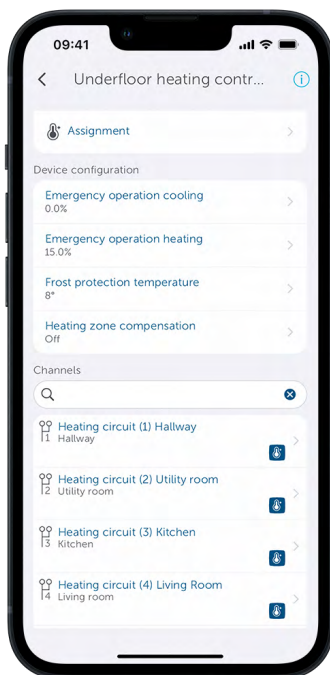 09:41
Underfloor heating contr...
Assignment
Device configuration
Emergency operation cooling
0.0%
Emergency operation heating
15.0%
Frost protection temperature
8°
Heating zone compensation
Off
Channels
Heating circuit (1) Hallway
1 Hallway
Heating circuit (2) Utility room
2 Utility room
Heating circuit (3) Kitchen
3 Kitchen
Heating circuit (4) Living Room
4 Living room